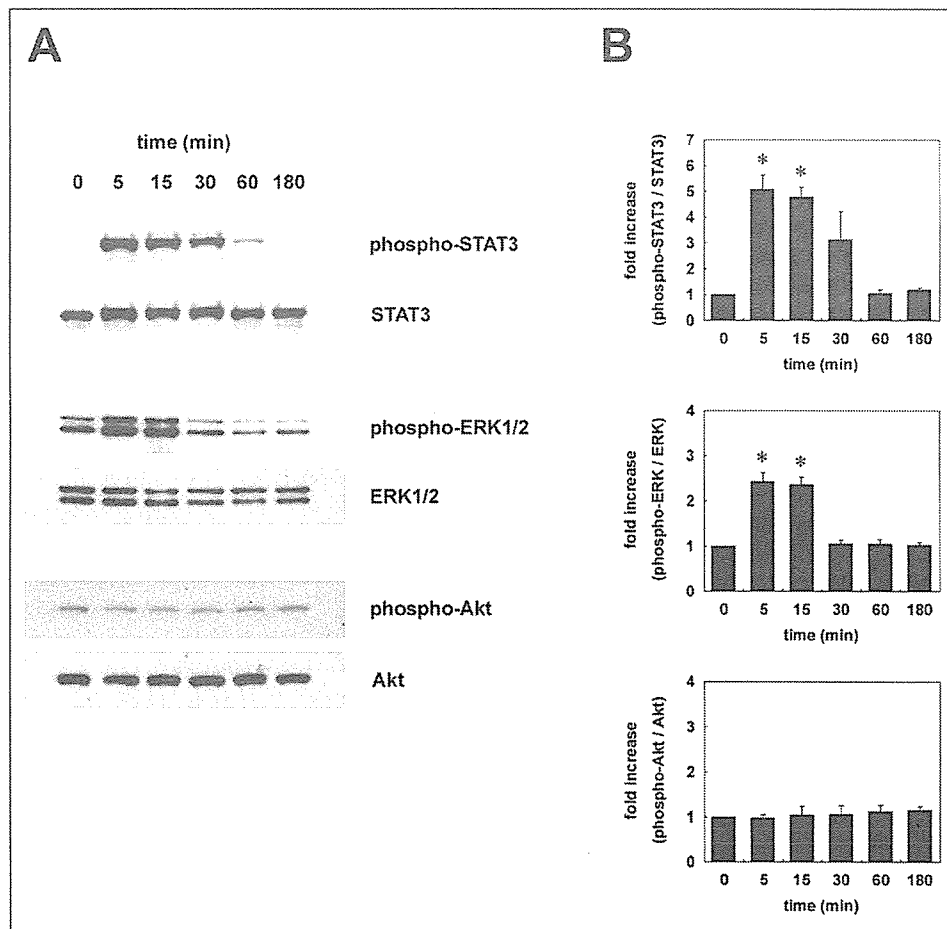 A
time (min)
0 5 15 30 60 180
phospho-STAT3
STAT3
phospho-ERK1/2
ERK1/2
phospho-Akt
Akt
B
fold increase
(phospho-STAT3 / STAT3)
7
6
5
4
3
2
1
0
* *
0 5 15 30 60 180
time (min)
fold increase
(phospho-ERK / ERK)
4
3
2
1
0
* *
0 5 15 30 60 180
time (min)
fold increase
(phospho-Akt / Akt)
4
3
2
1
0
0 5 15 30 60 180
time (min)